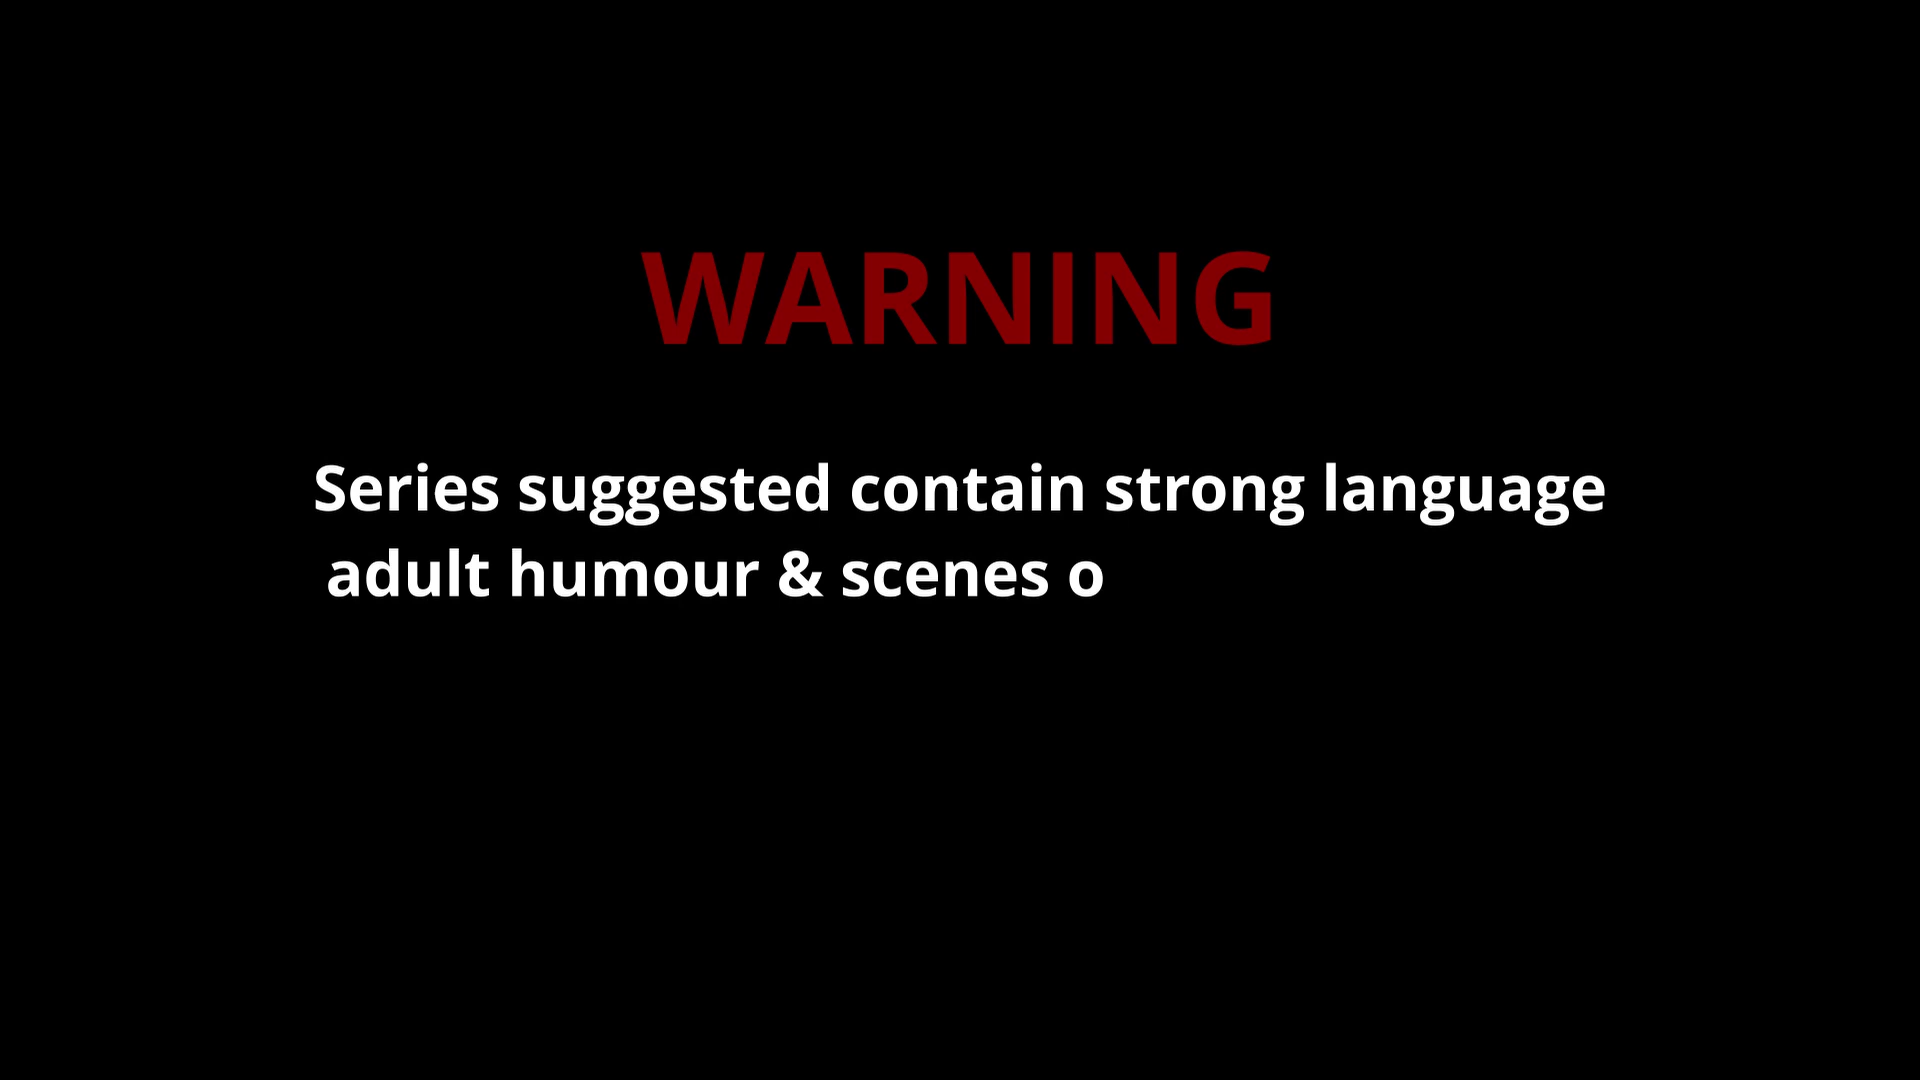 WARNING
Series suggested contain strong language
adult humour & scenes o